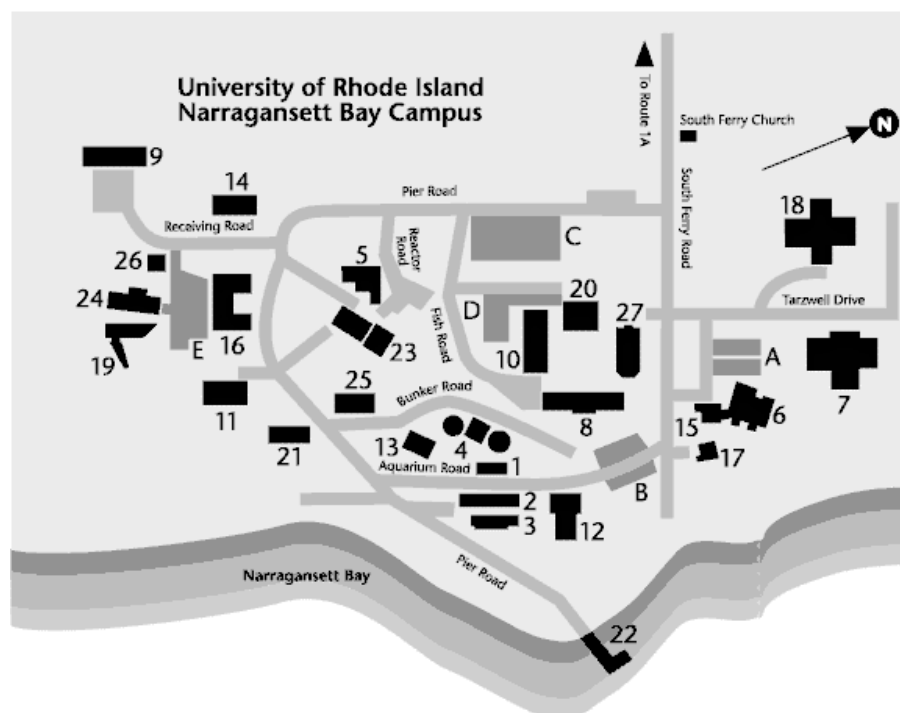 University of Rhode Island
Narragansett Bay Campus
To Route 1A
South Ferry Church
N
9
14
Pier Road
South Ferry Road
18
Receiving Road
Reactor
Road
C
26
5
20
24
D
27
Tarzwell Drive
Fish Road
19
E
16
23
10
A
7
25
Bunker Road
11
8
15
6
21
13
4
17
Aquarium Road
1
B
2
3
12
Narragansett Bay
Pier Road
22